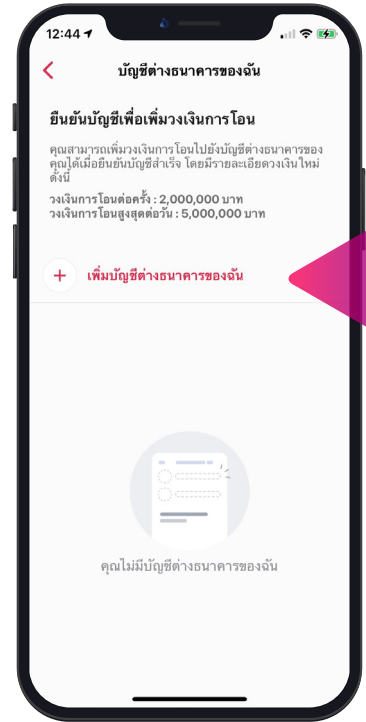 12:44
บัญชีต่างธนาคารของฉัน
ยืนยันบัญชีเพื่อเพิ่มวงเงินการโอน
คุณสามารถเพิ่มวงเงินการโอนไปยังบัญชีต่างธนาคารของ
คุณได้เมื่อยืนยันบัญชีสำเร็จ โดยมีรายละเอียดวงเงินใหม่
ดังนี้
วงเงินการโอนต่อครั้ง : 2,000,000 บาท
วงเงินการโอนสูงสุดต่อวัน : 5,000,000 บาท
+ เพิ่มบัญชีต่างธนาคารของฉัน
คุณไม่มีบัญชีต่างธนาคารของฉัน